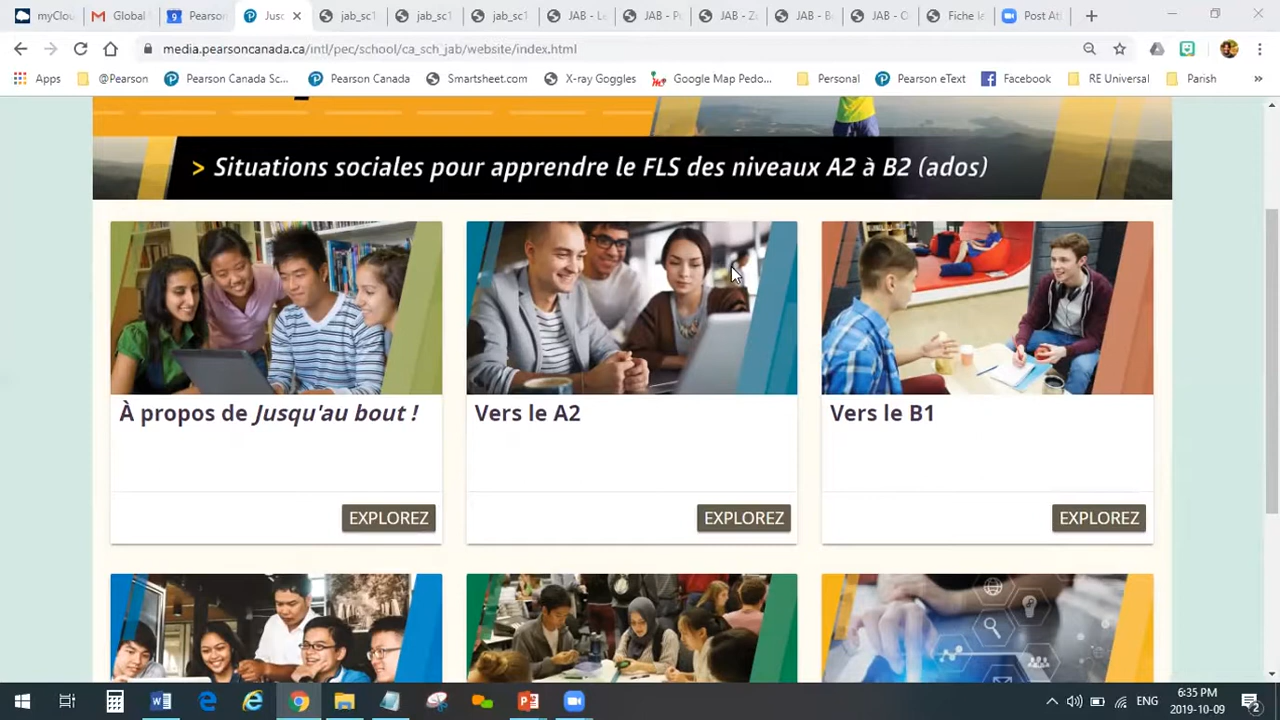 myClou
Global
Pearson
Jusq
jab_sc1
jab_sc1
jab_sc1
JAB - L
JAB - P
JAB - Z
JAB - B
JAB - C
Fiche le
Post Att
media.pearsoncanada.ca/intl/pec/school/ca_sch_jab/website/index.html
Apps
@Pearson
Pearson Canada Sc...
Pearson Canada
Smartsheet.com
X-ray Goggles
Google Map Pedo...
Personal
Pearson eText
Facebook
RE Universal
Parish
> Situations sociales pour apprendre le FLS des niveaux A2 à B2 (ados)
À propos de Jusqu'au bout !
Vers le A2
Vers le B1
EXPLOREZ
EXPLOREZ
EXPLOREZ
ENG
6:35 PM
2019-10-09